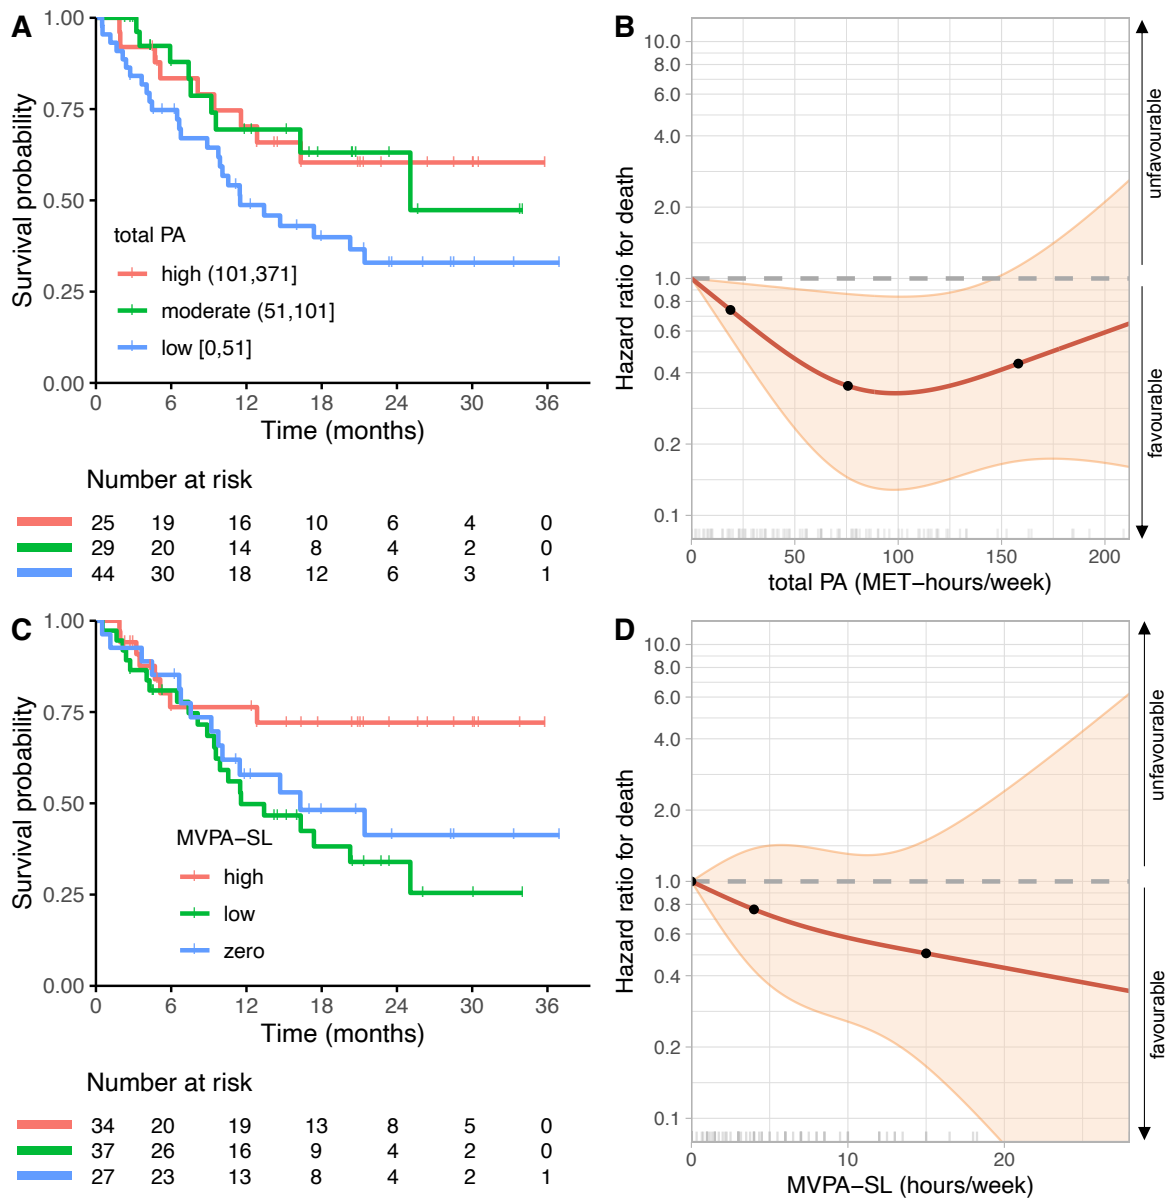 A
1.00
0.75
0.50
0.25
0.00
Survival probability
total PA
high (101,371]
moderate (51,101]
low [0,51]
0 6 12 18 24 30 36
Time (months)
Number at risk
25 19 16 10 6 4 0
29 20 14 8 4 2 0
44 30 18 12 6 3 1
B
10.0
8.0
6.0
4.0
2.0
1.0
0.8
0.6
0.4
0.2
0.1
Hazard ratio for death
unfavourable
favourable
0 50 100 150 200
total PA (MET−hours/week)
C
1.00
0.75
0.50
0.25
0.00
Survival probability
MVPA−SL
high
low
zero
0 6 12 18 24 30 36
Time (months)
Number at risk
34 20 19 13 8 5 0
37 26 16 9 4 2 0
27 23 13 8 4 2 1
D
10.0
8.0
6.0
4.0
2.0
1.0
0.8
0.6
0.4
0.2
0.1
Hazard ratio for death
unfavourable
favourable
0 10 20
MVPA−SL (hours/week)